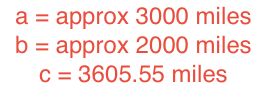 a = approx 3000 miles
b = approx 2000 miles
c = 3605.55 miles